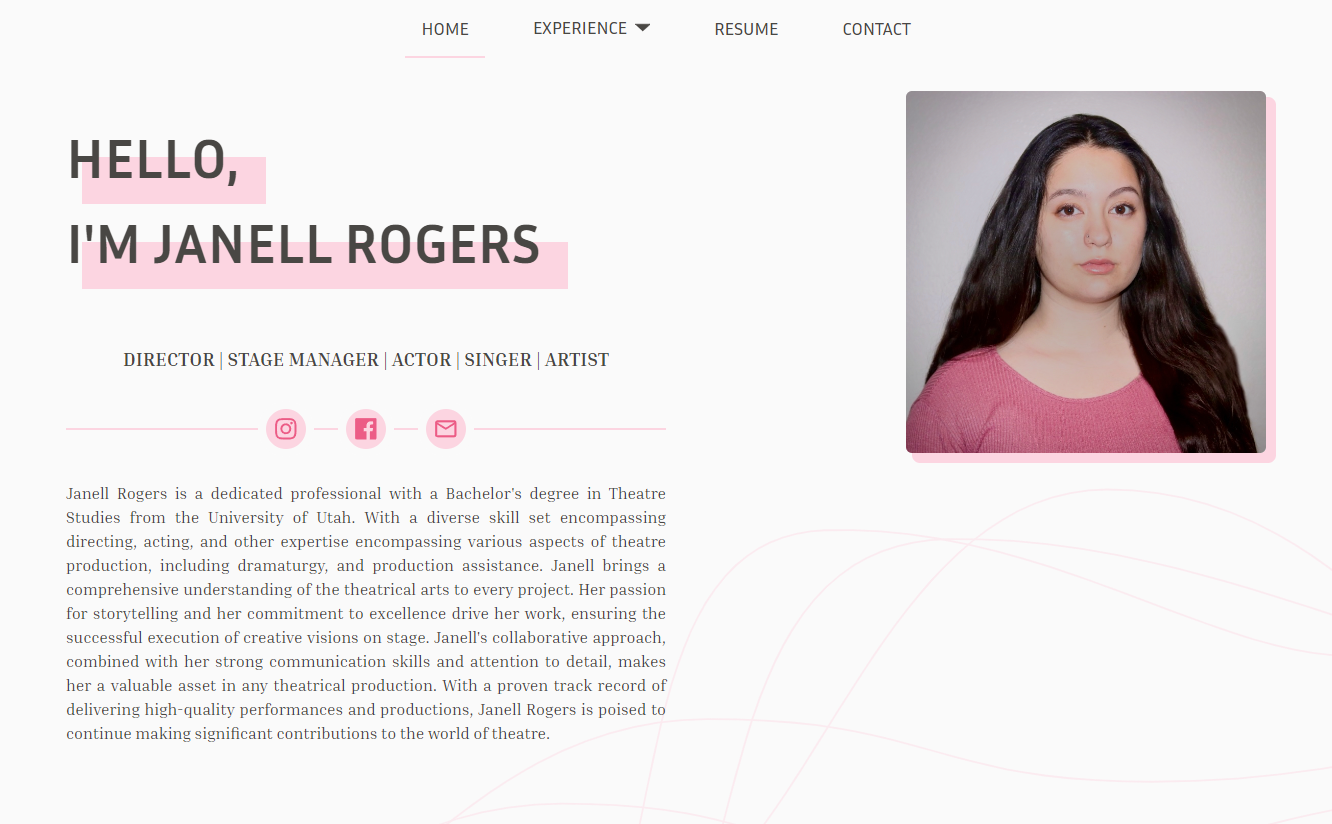 HOME EXPERIENCE RESUME CONTACT
HELLO,
I'M JANELL ROGERS
DIRECTOR | STAGE MANAGER | ACTOR | SINGER | ARTIST
Janell Rogers is a dedicated professional with a Bachelor's degree in Theatre
Studies from the University of Utah. With a diverse skill set encompassing
directing, acting, and other expertise encompassing various aspects of theatre
production, including dramaturgy, and production assistance. Janell brings a
comprehensive understanding of the theatrical arts to every project. Her passion
for storytelling and her commitment to excellence drive her work, ensuring the
successful execution of creative visions on stage. Janell's collaborative approach,
combined with her strong communication skills and attention to detail, makes
her a valuable asset in any theatrical production. With a proven track record of
delivering high-quality performances and productions, Janell Rogers is poised to
continue making significant contributions to the world of theatre.